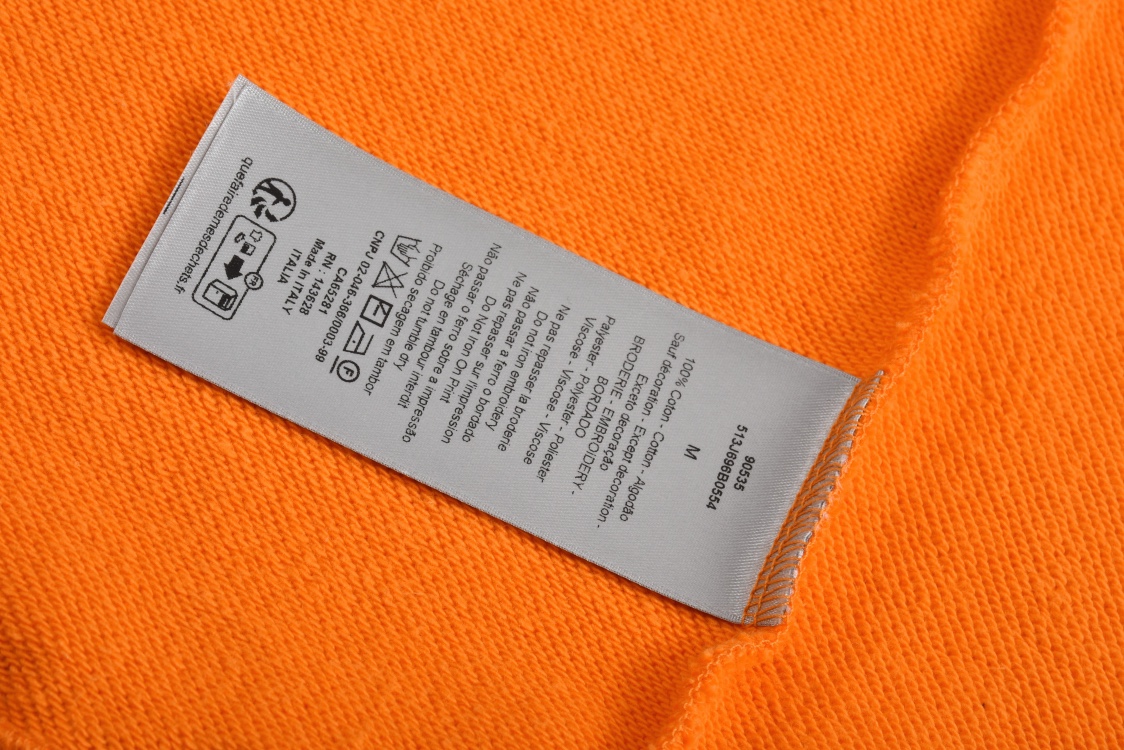 90535
513J696B0554
M
100% Coton - Cotton - Algodão
Sauf décoration - Except decoration -
Exceto decoração
BRODERIE - EMBROIDERY -
BORDADO
Polyester - Polyester - Poliester
Viscose - Viscose - Viscose
Ne pas repasser la broderie
Do not iron embroidery
Não passar a ferro o bordado
Ne pas repasser sur l'impression
Do Not Iron On Print
Não passar o ferro sobre a impressão
Séchage en tambour interdit
Do not tumble dry
Proibido secagem em tambor
F
CNPJ 02-046-366/0003-99
CA65281
RN : 143628
Made in ITALY
ITALIA
FR
quefairedemesdechets.fr